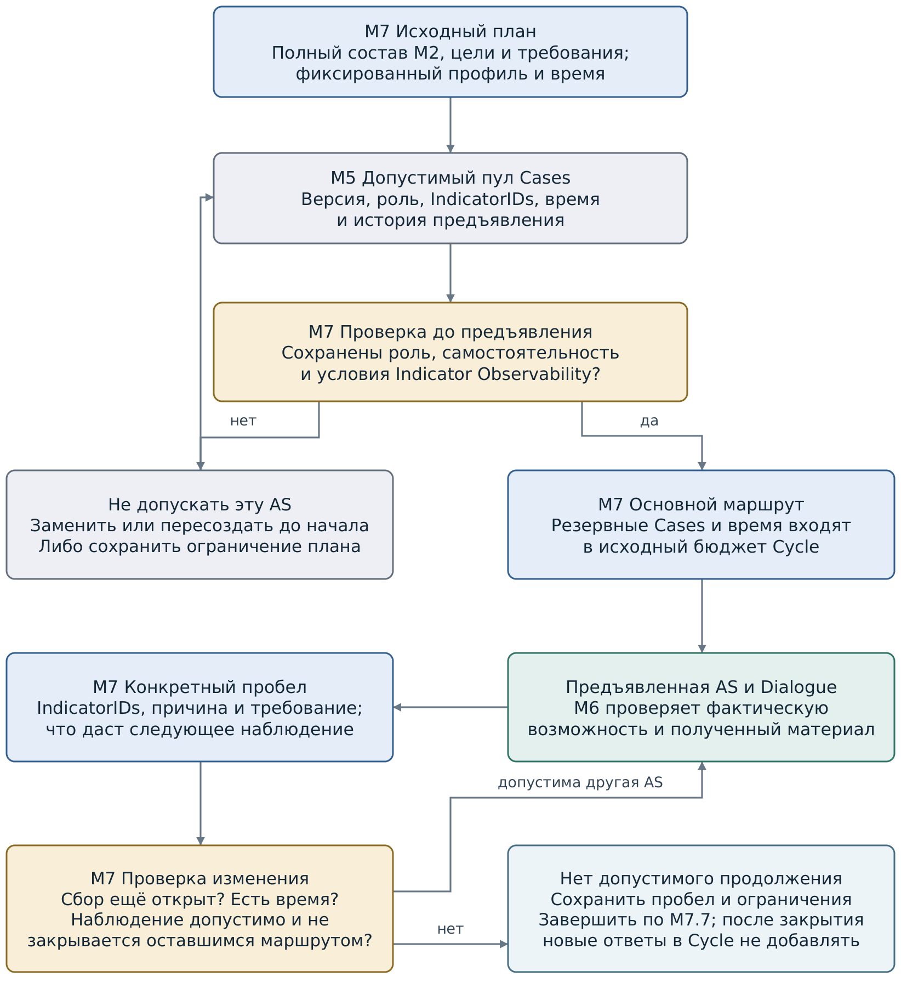 M7 Исходный план
Полный состав M2, цели и требования;
фиксированный профиль и время
M5 Допустимый пул Cases
Версия, роль, IndicatorIDs, время
и история предъявления
M7 Проверка до предъявления
Сохранены роль, самостоятельность
и условия Indicator Observability?
нет
да
Не допускать эту AS
Заменить или пересоздать до начала
Либо сохранить ограничение плана
M7 Основной маршрут
Резервные Cases и время входят
в исходный бюджет Cycle
M7 Конкретный пробел
IndicatorIDs, причина и требование;
что даст следующее наблюдение
Предъявленная AS и Dialogue
M6 проверяет фактическую
возможность и полученный материал
допустима другая AS
M7 Проверка изменения
Сбор ещё открыт? Есть время?
Наблюдение допустимо и не
закрывается оставшимся маршрутом?
нет
Нет допустимого продолжения
Сохранить пробел и ограничения
Завершить по M7.7; после закрытия
новые ответы в Cycle не добавлять